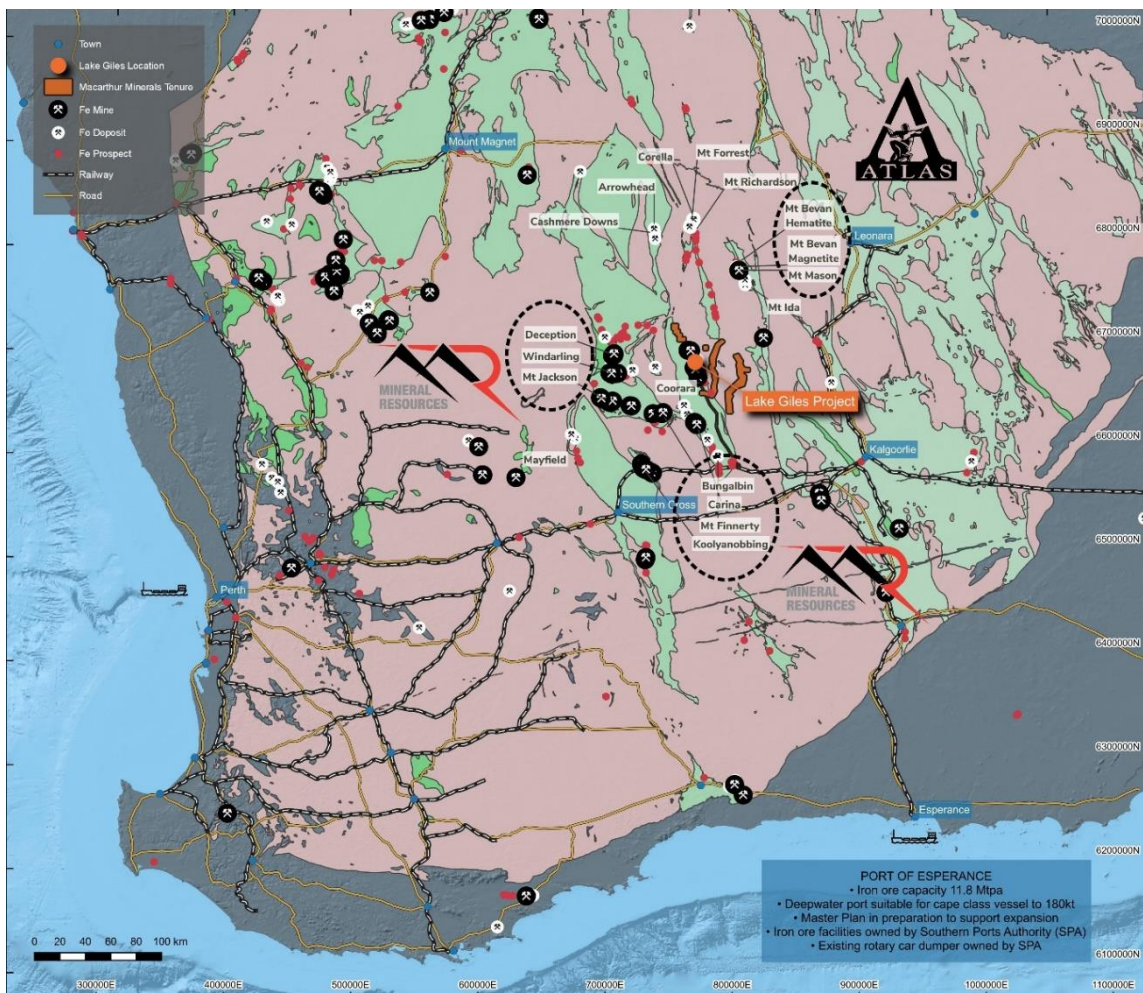 Town
Lake Giles Location
Macarthur Minerals Tenure
Fe Mine
Fe Deposit
Fe Prospect
Railway
Road
7000000N
6900000N
ATLAS
Mount Magnet
Corella
Mt Forrest
Arrowhead
Mt Richardson
Cashmere Downs
Mt Bevan
Hematite
Mt Bevan
Magnetite
Mt Mason
Leonara
6800000N
Mt Ida
6700000N
Deception
Windarling
Mt Jackson
MINERAL
RESOURCES
Coorara
Lake Giles Project
6600000N
Kalgoorlie
Mayfield
Bungalbin
Carina
Mt Finnerty
Koolyanobbing
Southern Cross
6500000N
MINERAL
RESOURCES
Perth
6400000N
6300000N
Esperance
6200000N
PORT OF ESPERANCE
• Iron ore capacity 11.8 Mtpa
• Deepwater port suitable for cape class vessel to 180kt
• Master Plan in preparation to support expansion
• Iron ore facilities owned by Southern Ports Authority (SPA)
• Existing rotary car dumper owned by SPA
6100000N
0 20 40 60 80 100 km
300000E 400000E 500000E 600000E 700000E 800000E 900000E 1000000E 1100000E